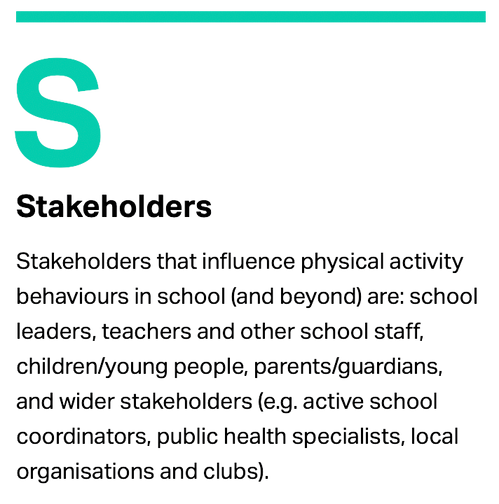 S
Stakeholders
Stakeholders that influence physical activity
behaviours in school (and beyond) are: school
leaders, teachers and other school staff,
children/young people, parents/guardians,
and wider stakeholders (e.g. active school
coordinators, public health specialists, local
organisations and clubs).